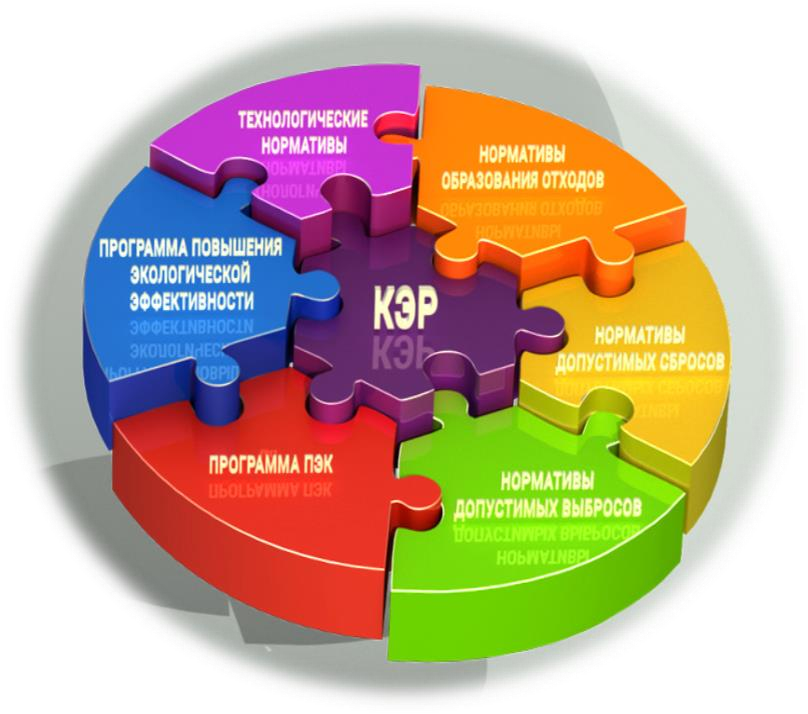 ТЕХНОЛОГИЧЕСКИЕ
НОРМАТИВЫ
НОРМАТИВЫ
ОБРАЗОВАНИЯ ОТХОДОВ
ПРОГРАММА ПОВЫШЕНИЯ
ЭКОЛОГИЧЕСКОЙ
ЭФФЕКТИВНОСТИ
КЭР
НОРМАТИВЫ
ДОПУСТИМЫХ СБРОСОВ
ПРОГРАММА ПЭК
НОРМАТИВЫ
ДОПУСТИМЫХ ВЫБРОСОВ